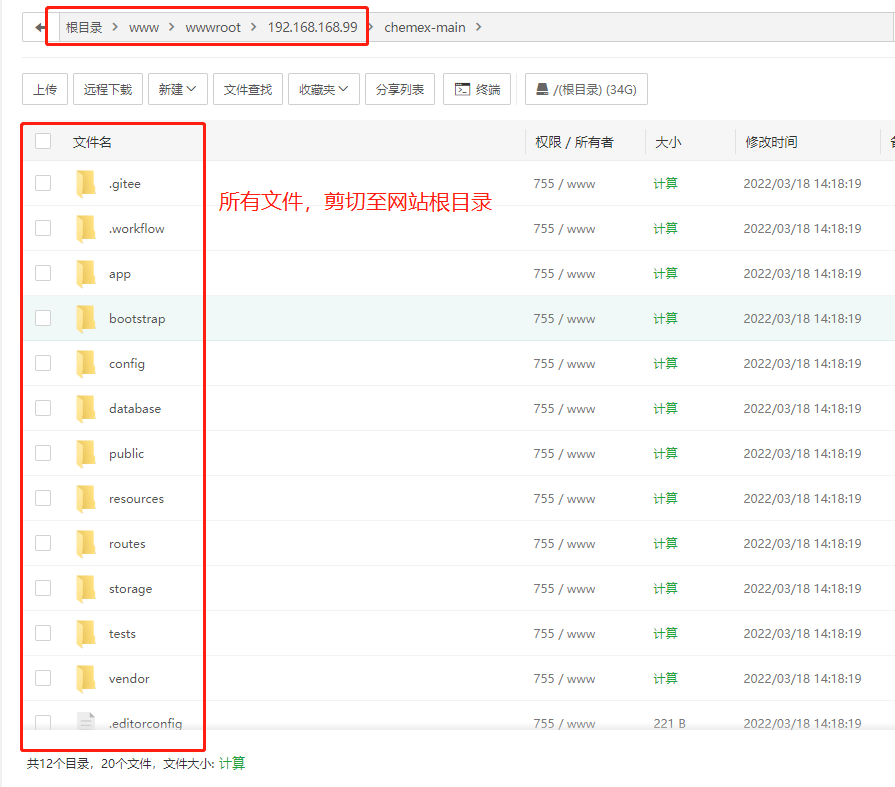 根目录 > www > wwwroot > 192.168.168.99 > chemex-main >
上传 远程下载 新建 文件查找 收藏夹 分享列表 终端 /(根目录) (34G)
文件名 权限 / 所有者 大小 修改时间
.gitee 755 / www 计算 2022/03/18 14:18:19
所有文件，剪切至网站根目录
.workflow 755 / www 计算 2022/03/18 14:18:19
app 755 / www 计算 2022/03/18 14:18:19
bootstrap 755 / www 计算 2022/03/18 14:18:19
config 755 / www 计算 2022/03/18 14:18:19
database 755 / www 计算 2022/03/18 14:18:19
public 755 / www 计算 2022/03/18 14:18:19
resources 755 / www 计算 2022/03/18 14:18:19
routes 755 / www 计算 2022/03/18 14:18:19
storage 755 / www 计算 2022/03/18 14:18:19
tests 755 / www 计算 2022/03/18 14:18:19
vendor 755 / www 计算 2022/03/18 14:18:19
.editorconfig 755 / www 221 B 2022/03/18 14:18:19
共12个目录，20个文件，文件大小: 计算